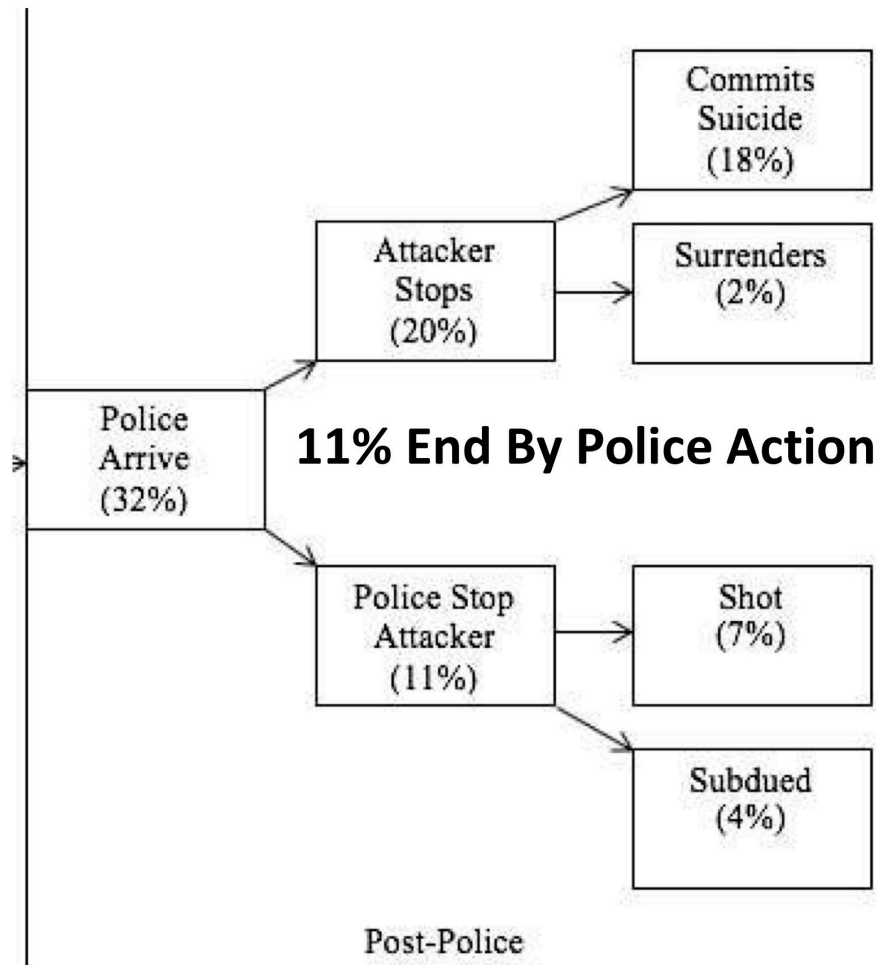 Commits
Suicide
(18%)
Attacker
Stops
(20%)
Surrenders
(2%)
Police
Arrive
(32%)
11% End By Police Action
Police Stop
Attacker
(11%)
Shot
(7%)
Subdued
(4%)
Post-Police